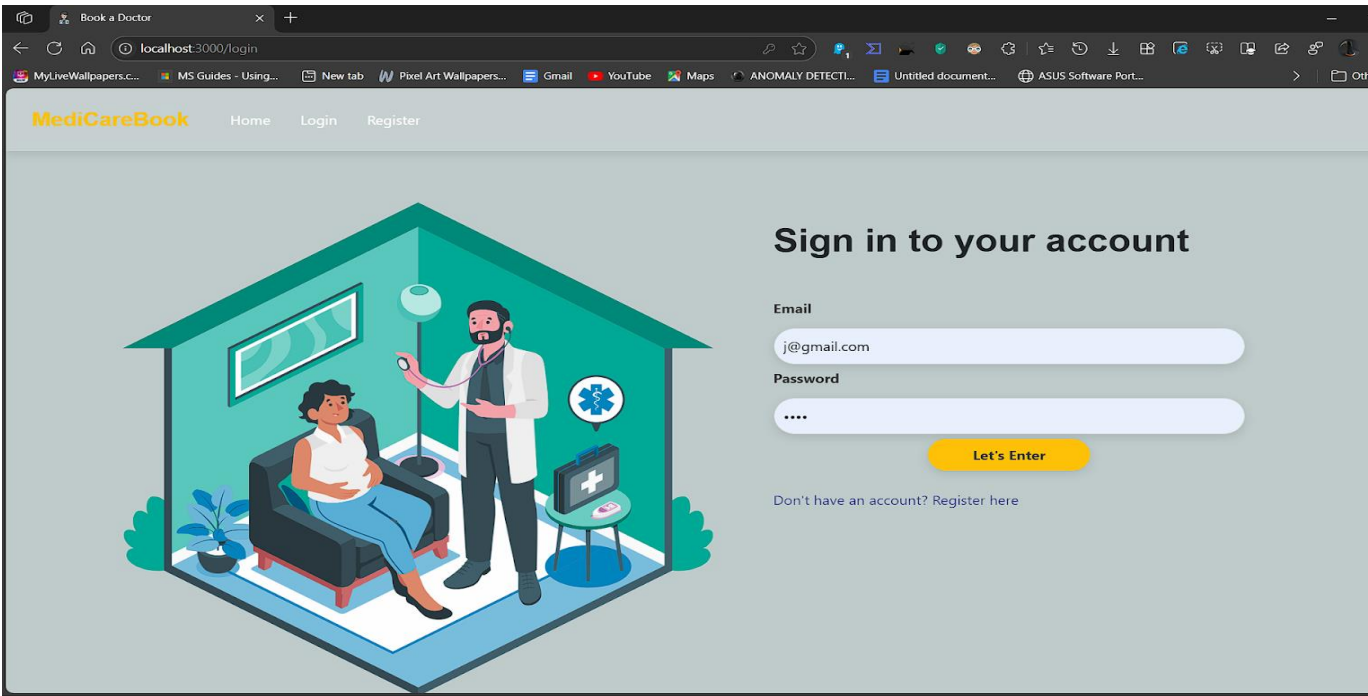 Book a Doctor
localhost:3000/login
1
MyLiveWallpapers.c... MS Guides - Using... New tab Pixel Art Wallpapers... Gmail YouTube Maps ANOMALY DETECTI... Untitled document... ASUS Software Port... Oth
MediCareBook Home Login Register
Sign in to your account
Email
j@gmail.com
Password
••••
Let's Enter
Don't have an account? Register here